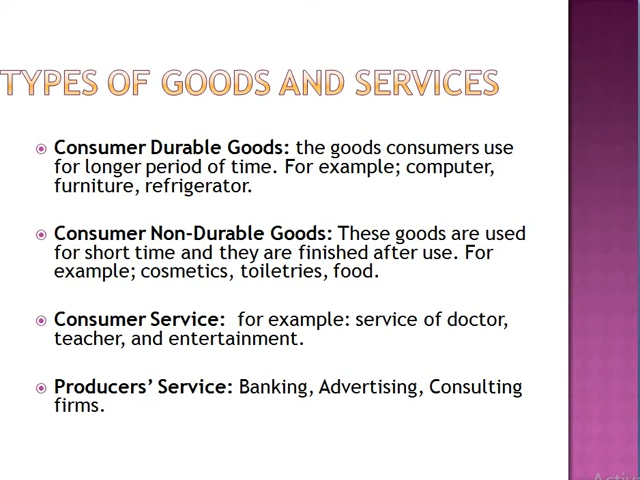 TYPES OF GOODS AND SERVICES
Consumer Durable Goods: the goods consumers use
for longer period of time. For example; computer,
furniture, refrigerator.
Consumer Non-Durable Goods: These goods are used
for short time and they are finished after use. For
example; cosmetics, toiletries, food.
Consumer Service: for example: service of doctor,
teacher, and entertainment.
Producers’ Service: Banking, Advertising, Consulting
firms.